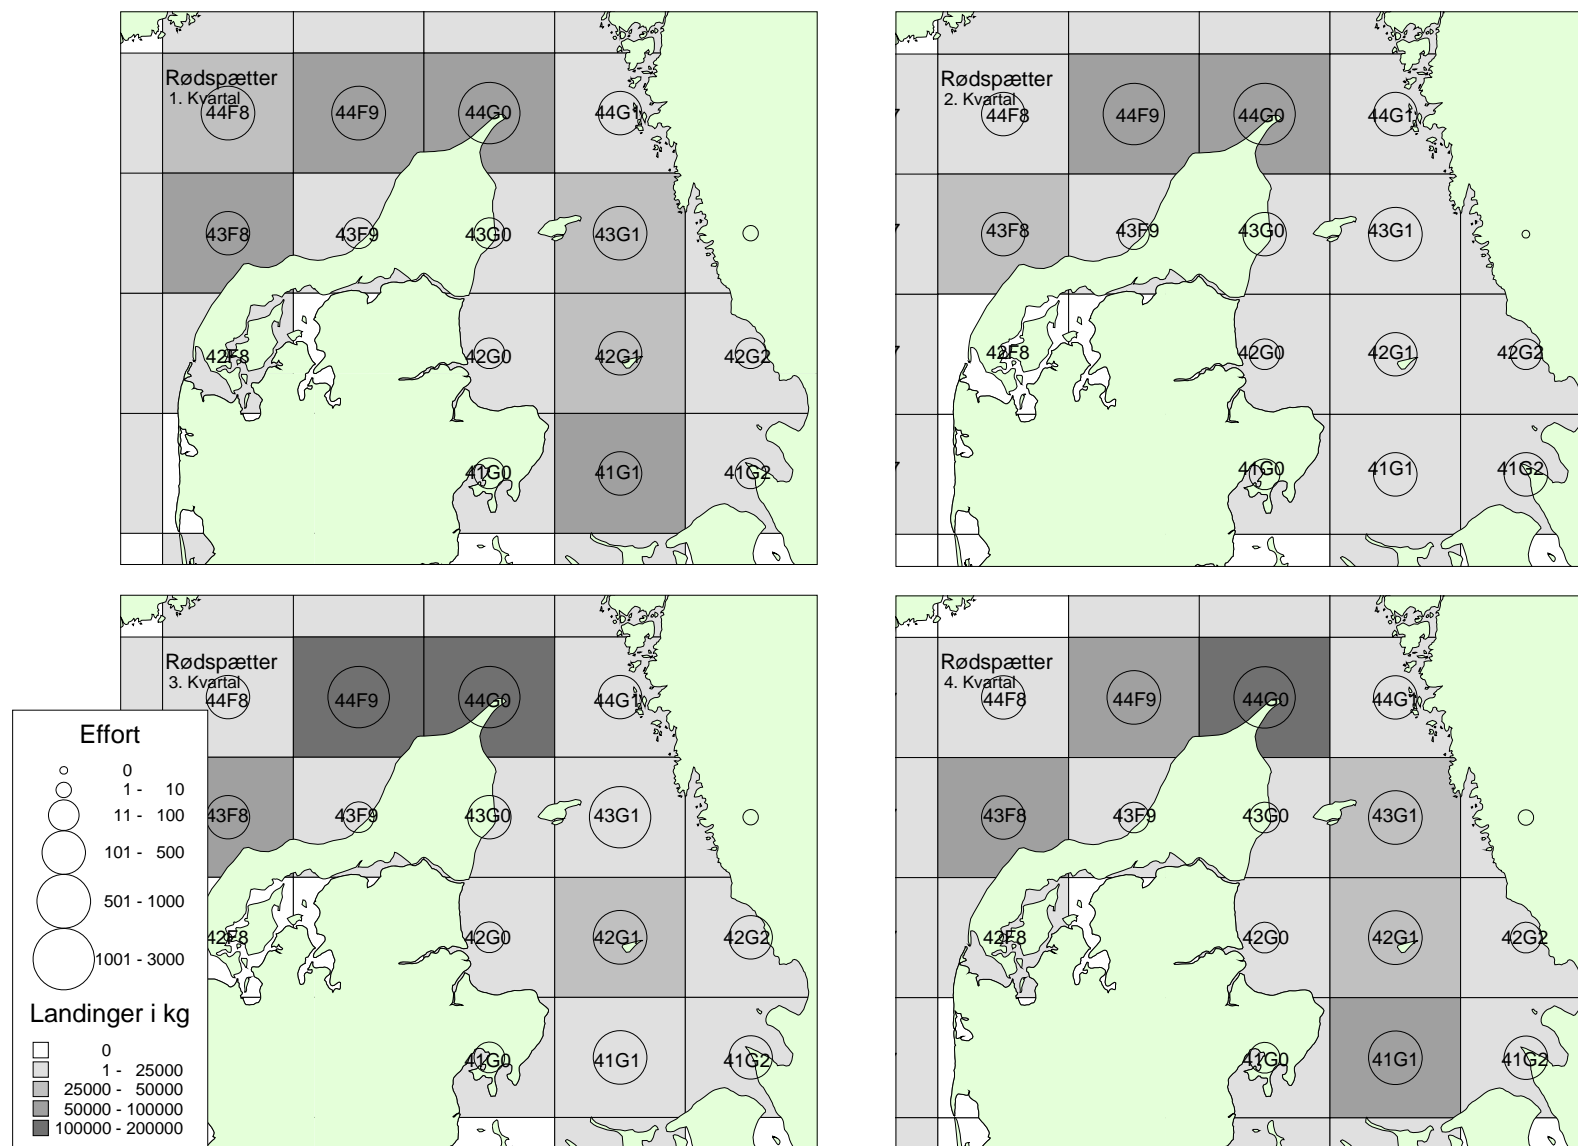 Rødspætter
1. Kvartal
44F8 44F9 44G0 44G1
43F8 43F9 43G0 43G1
42F8 42G0 42G1 42G2
41G0 41G1 41G2
Rødspætter
2. Kvartal
44F8 44F9 44G0 44G1
43F8 43F9 43G0 43G1
42F8 42G0 42G1 42G2
41G0 41G1 41G2
Rødspætter
3. Kvartal
44F8 44F9 44G0 44G1
43F8 43F9 43G0 43G1
42F8 42G0 42G1 42G2
41G0 41G1 41G2
Rødspætter
4. Kvartal
44F8 44F9 44G0 44G1
43F8 43F9 43G0 43G1
42F8 42G0 42G1 42G2
41G0 41G1 41G2
Effort
0
1 - 10
11 - 100
101 - 500
501 - 1000
1001 - 3000
Landinger i kg
0
1 - 25000
25000 - 50000
50000 - 100000
100000 - 200000